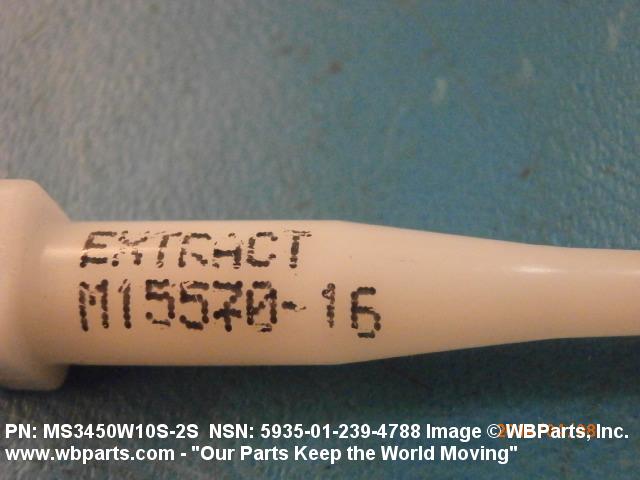 EXTRACT
M15570-16
PN: MS3450W10S-2S NSN: 5935-01-239-4788 Image © WBParts, Inc.
www.wbparts.com - "Our Parts Keep the World Moving"